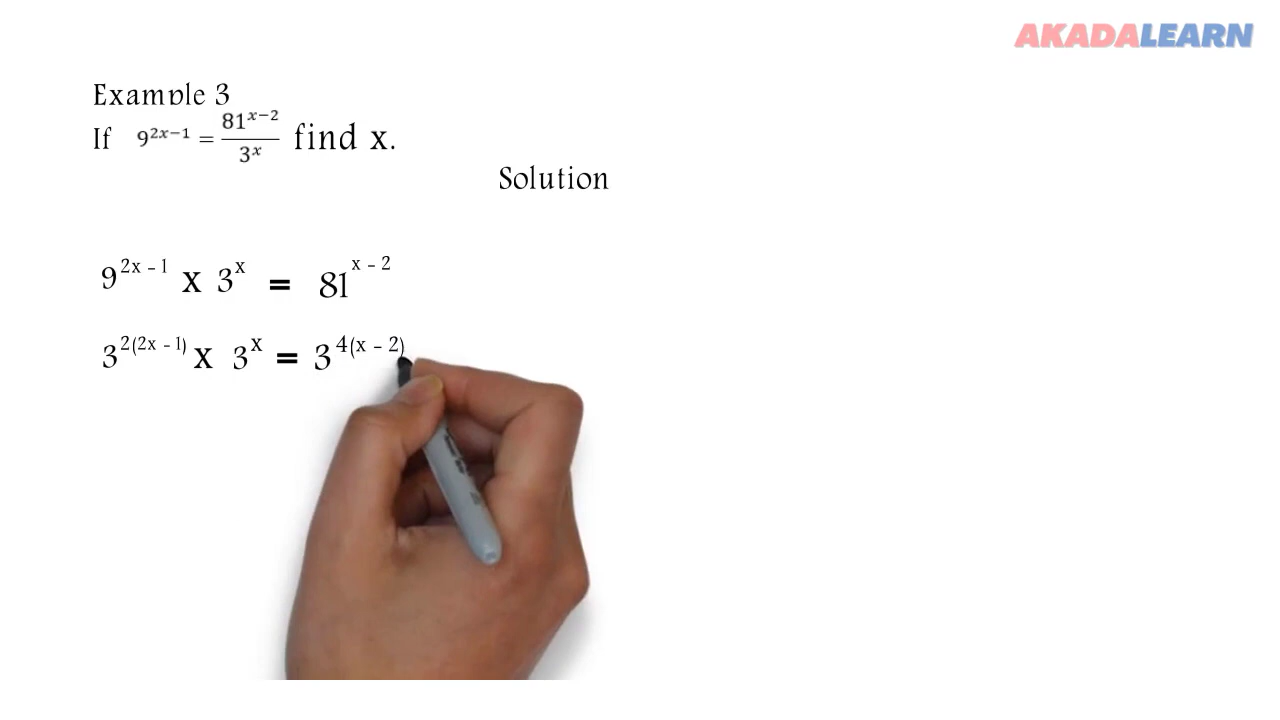 AKADALEARN
Example 3
If 9^{2x−1} = \frac{81^{x−2}}{3^x} find x.
Solution
9^{2x – 1} x 3^x = 81^{x – 2}
3^{2(2x – 1)} x 3^x = 3^{4(x – 2)}